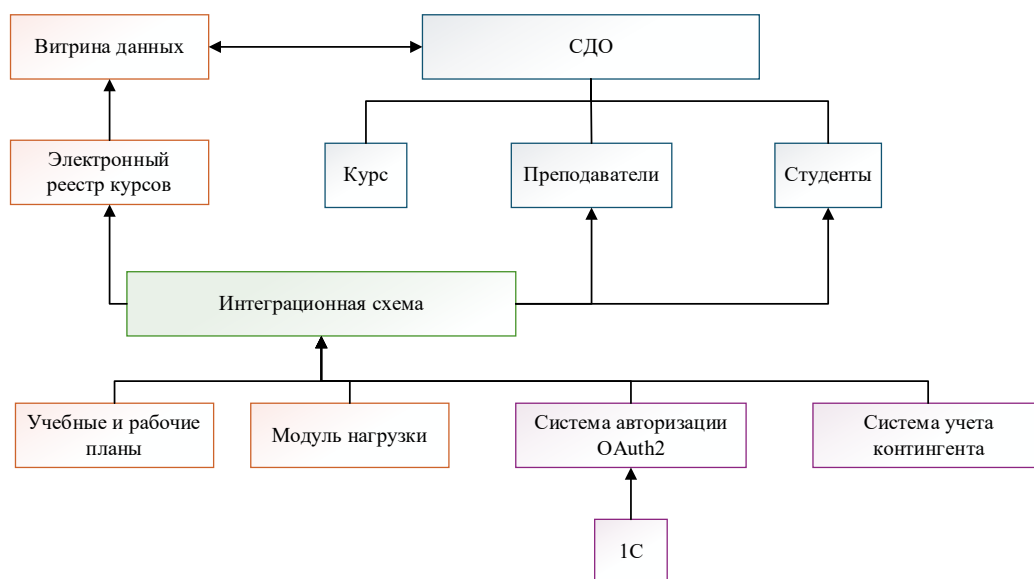 Витрина данных
СДО
Электронный
реестр курсов
Курс
Преподаватели
Студенты
Интеграционная схема
Учебные и рабочие
планы
Модуль нагрузки
Система авторизации
OAuth2
Система учета
контингента
1С